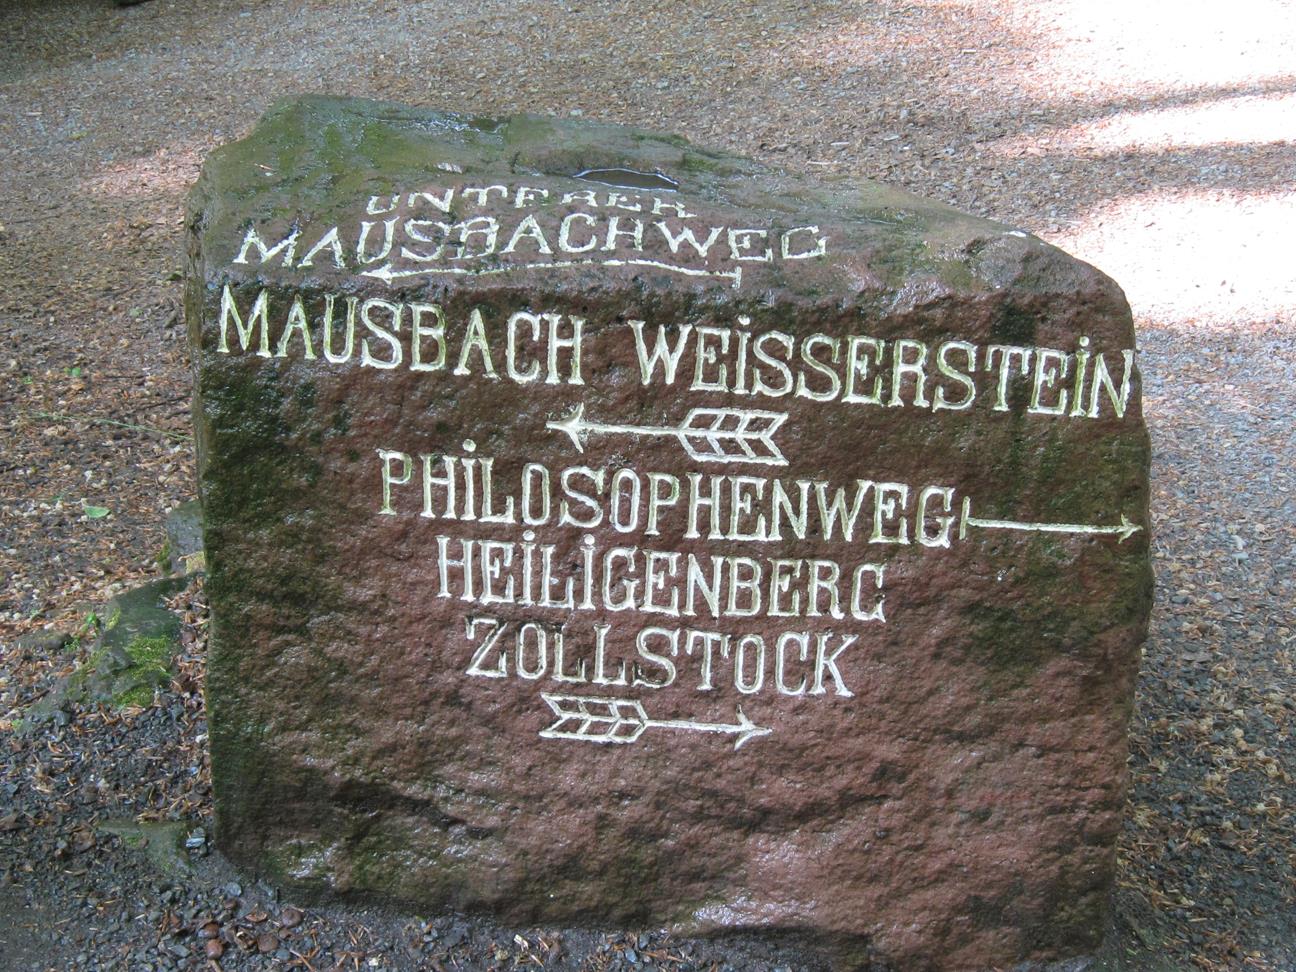 UNTERER
MAUSBACHWEG
MAUSBACH WEISSERSTEIN
PHILOSOPHENWEG
HEILIGENBERG
ZOLLSTOCK